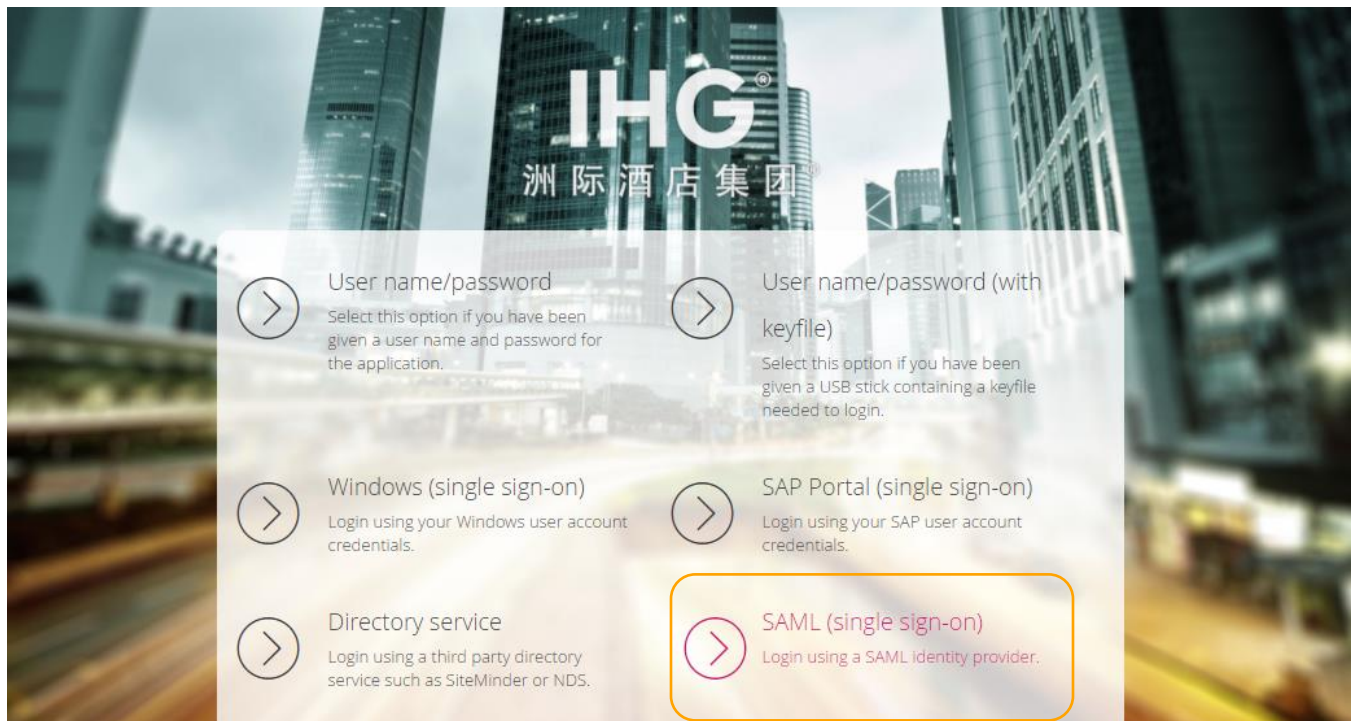 IHG®
洲际酒店集团®
User name/password
Select this option if you have been
given a user name and password for
the application.
User name/password (with
keyfile)
Select this option if you have been
given a USB stick containing a keyfile
needed to login.
Windows (single sign-on)
Login using your Windows user account
credentials.
SAP Portal (single sign-on)
Login using your SAP user account
credentials.
Directory service
Login using a third party directory
service such as SiteMinder or NDS.
SAML (single sign-on)
Login using a SAML identity provider.